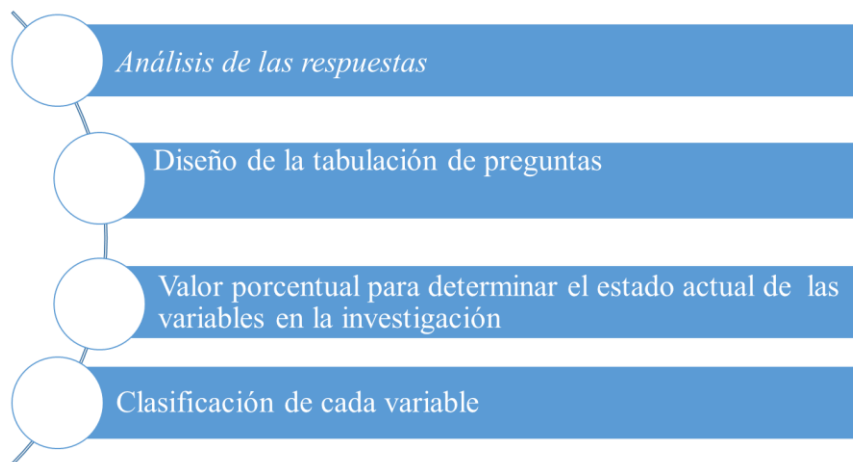 Análisis de las respuestas
Diseño de la tabulación de preguntas
Valor porcentual para determinar el estado actual de las
variables en la investigación
Clasificación de cada variable